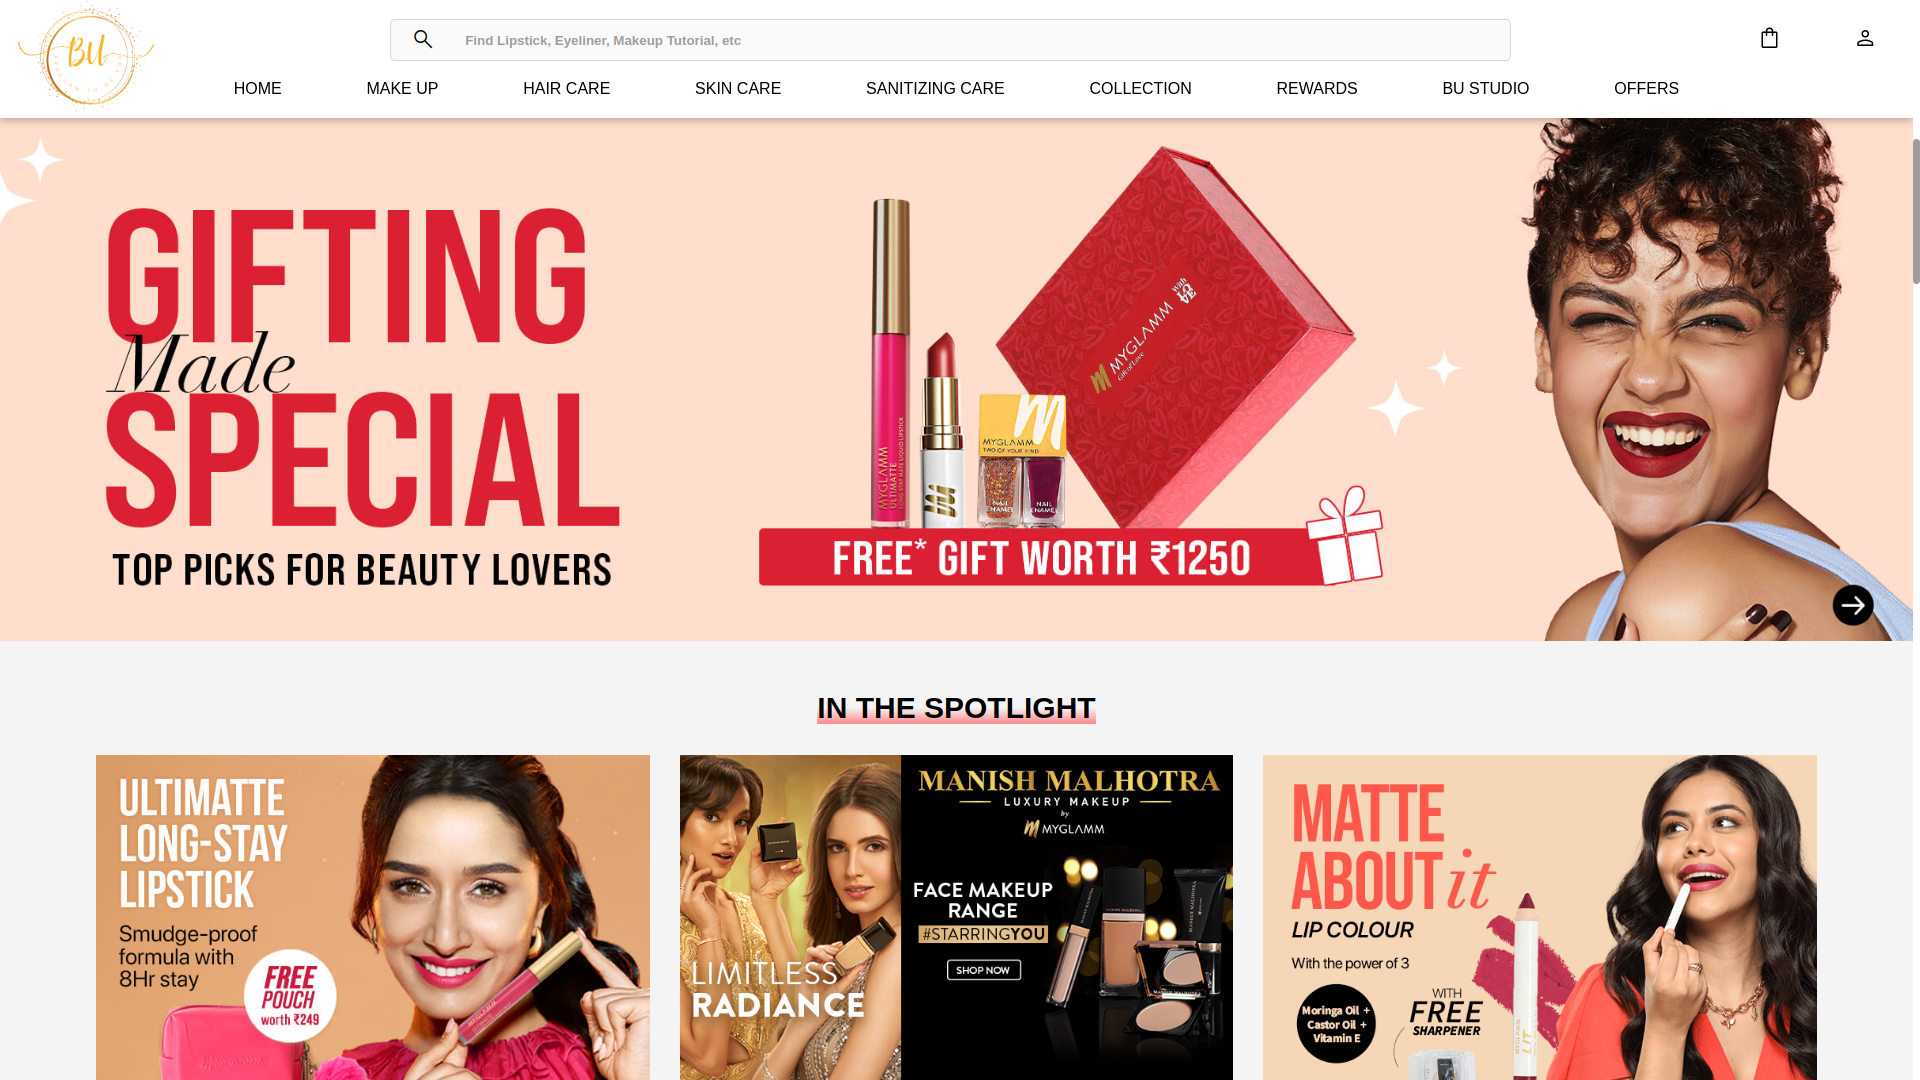 BU
Find Lipstick, Eyeliner, Makeup Tutorial, etc
HOME
MAKE UP
HAIR CARE
SKIN CARE
SANITIZING CARE
COLLECTION
REWARDS
BU STUDIO
OFFERS
GIFTING
Made
SPECIAL
TOP PICKS FOR BEAUTY LOVERS
MYGLAMM
ULTIMATTE
LONG STAY MATTE LIQUID LIPSTICK
MYGLAMM
TWO OF YOUR KIND
NAIL
ENAMEL
NAIL
ENAMEL
MYGLAMM
Gift of Love
With
LO
VE
FREE* GIFT WORTH ₹1250
IN THE SPOTLIGHT
ULTIMATTE
LONG-STAY
LIPSTICK
Smudge-proof
formula with
8Hr stay
FREE
POUCH
worth ₹249
LIMITLESS
RADIANCE
MANISH MALHOTRA
LUXURY MAKEUP
by
MYGLAMM
FACE MAKEUP
RANGE
#STARRINGYOU
SHOP NOW
MATTE
ABOUT it
LIP COLOUR
With the power of 3
Moringa Oil +
Castor Oil +
Vitamin E
WITH
FREE
SHARPENER
LIT